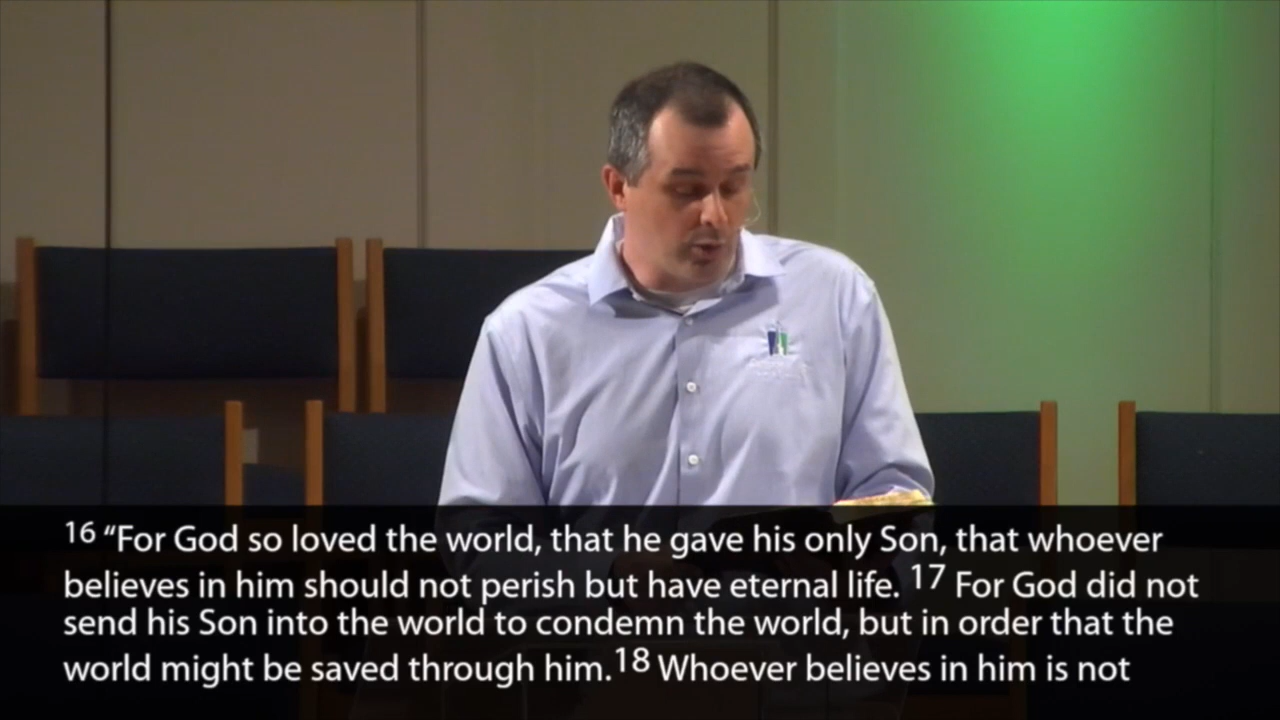 16 “For God so loved the world, that he gave his only Son, that whoever
believes in him should not perish but have eternal life. 17 For God did not
send his Son into the world to condemn the world, but in order that the
world might be saved through him.18 Whoever believes in him is not